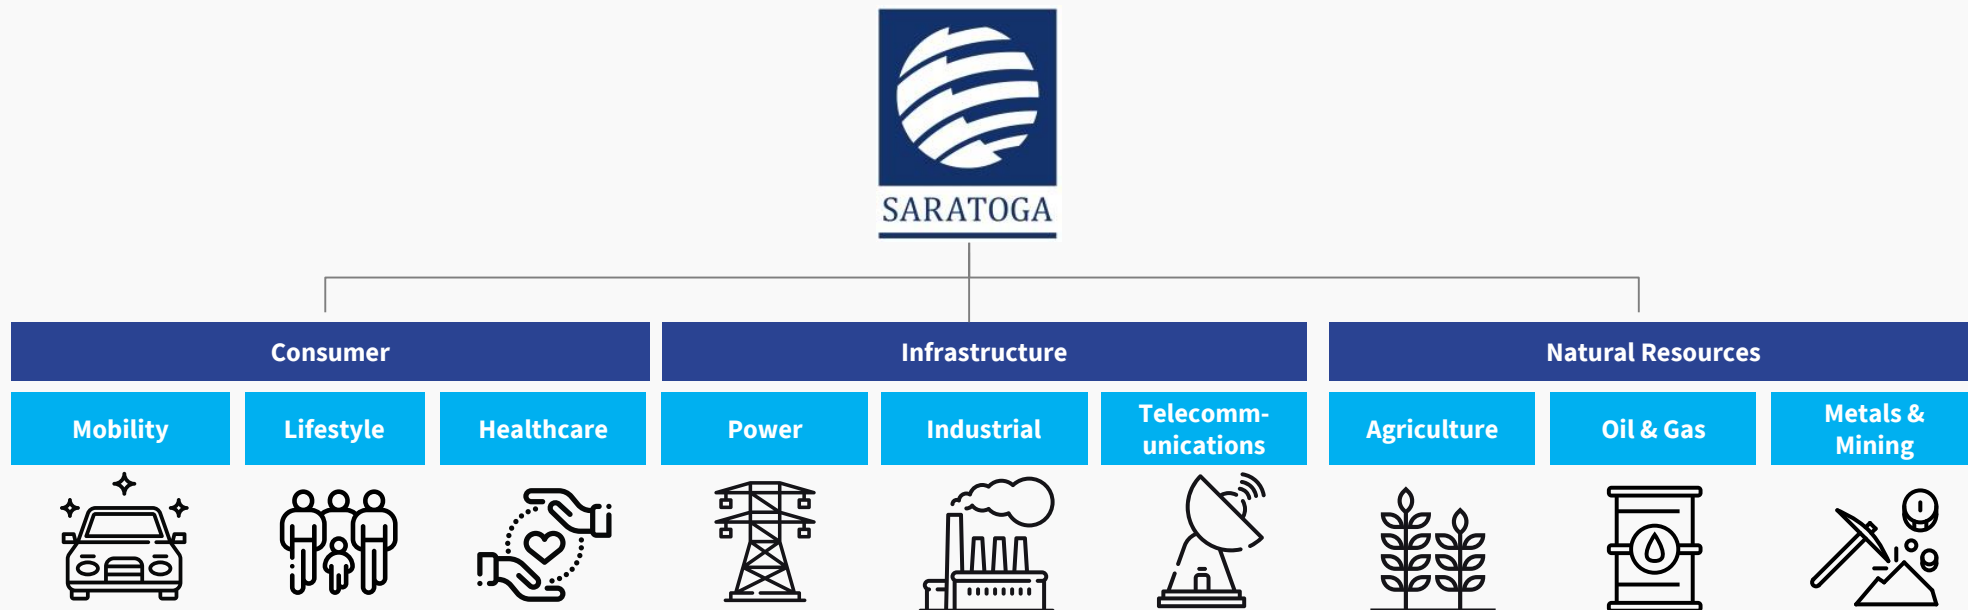 SARATOGA
Consumer
Infrastructure
Natural Resources
Mobility
Lifestyle
Healthcare
Power
Industrial
Telecomm-
unications
Agriculture
Oil & Gas
Metals &
Mining